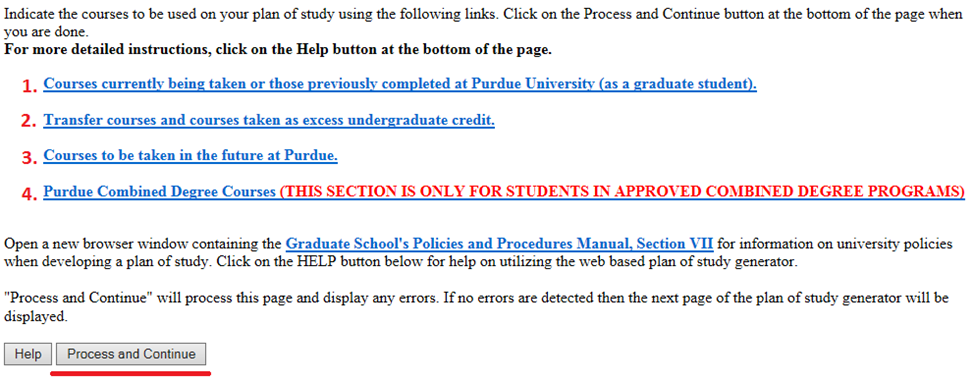 Indicate the courses to be used on your plan of study using the following links. Click on the Process and Continue button at the bottom of the page when
you are done.
For more detailed instructions, click on the Help button at the bottom of the page.
1. Courses currently being taken or those previously completed at Purdue University (as a graduate student).
2. Transfer courses and courses taken as excess undergraduate credit.
3. Courses to be taken in the future at Purdue.
4. Purdue Combined Degree Courses (THIS SECTION IS ONLY FOR STUDENTS IN APPROVED COMBINED DEGREE PROGRAMS)
Open a new browser window containing the Graduate School's Policies and Procedures Manual, Section VII for information on university policies
when developing a plan of study. Click on the HELP button below for help on utilizing the web based plan of study generator.
"Process and Continue" will process this page and display any errors. If no errors are detected then the next page of the plan of study generator will be
displayed.
Help Process and Continue